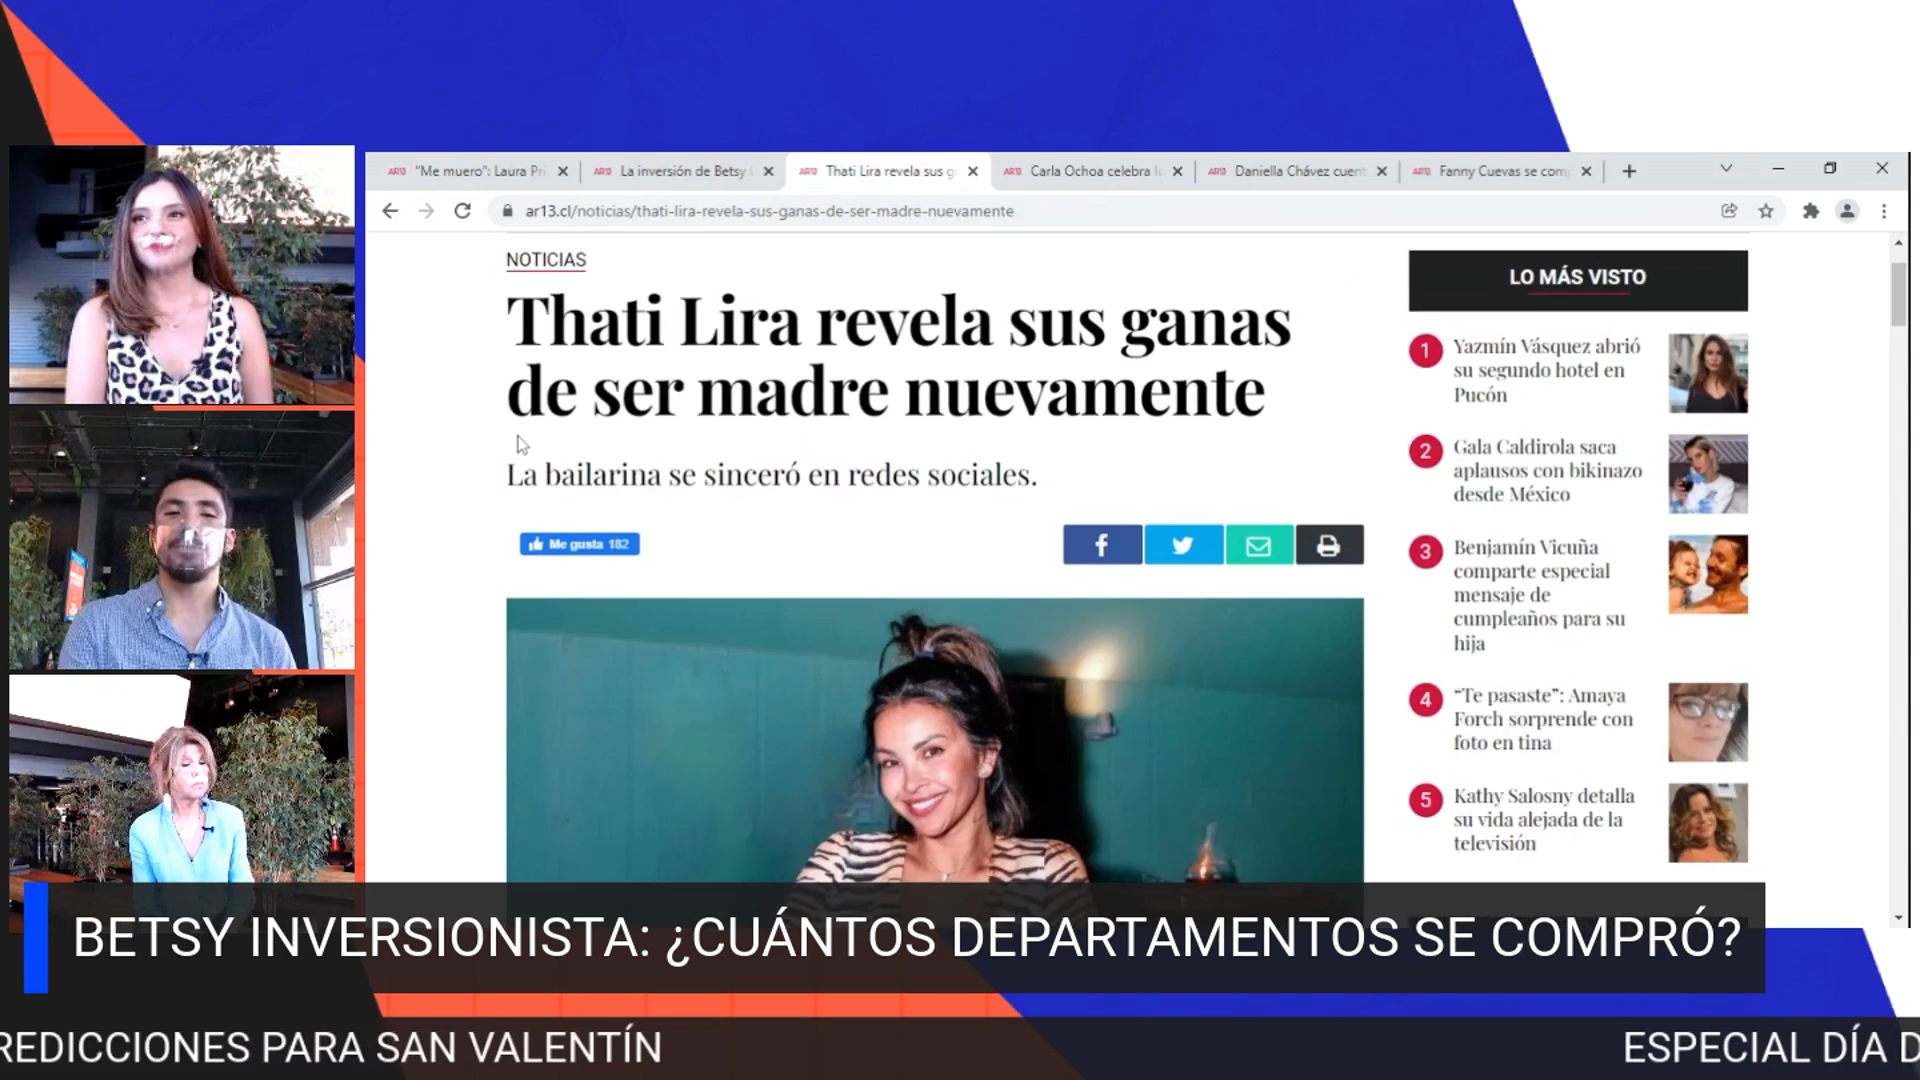 "Me muero": Laura Pri
La inversión de Betsy
Thati Lira revela sus g
Carla Ochoa celebra
Daniella Chávez cuen
Fanny Cuevas se com
ar13.cl/noticias/thati-lira-revela-sus-ganas-de-ser-madre-nuevamente
NOTICIAS
Thati Lira revela sus ganas
de ser madre nuevamente
La bailarina se sinceró en redes sociales.
Me gusta 182
LO MÁS VISTO
1
Yazmín Vásquez abrió
su segundo hotel en
Pucón
2
Gala Caldirola saca
aplausos con bikinazo
desde México
3
Benjamín Vicuña
comparte especial
mensaje de
cumpleaños para su
hija
4
“Te pasaste”: Amaya
Forch sorprende con
foto en tina
5
Kathy Salosny detalla
su vida alejada de la
televisión
BETSY INVERSIONISTA: ¿CUÁNTOS DEPARTAMENTOS SE COMPRÓ?
REDICCIONES PARA SAN VALENTÍN
ESPECIAL DÍA D